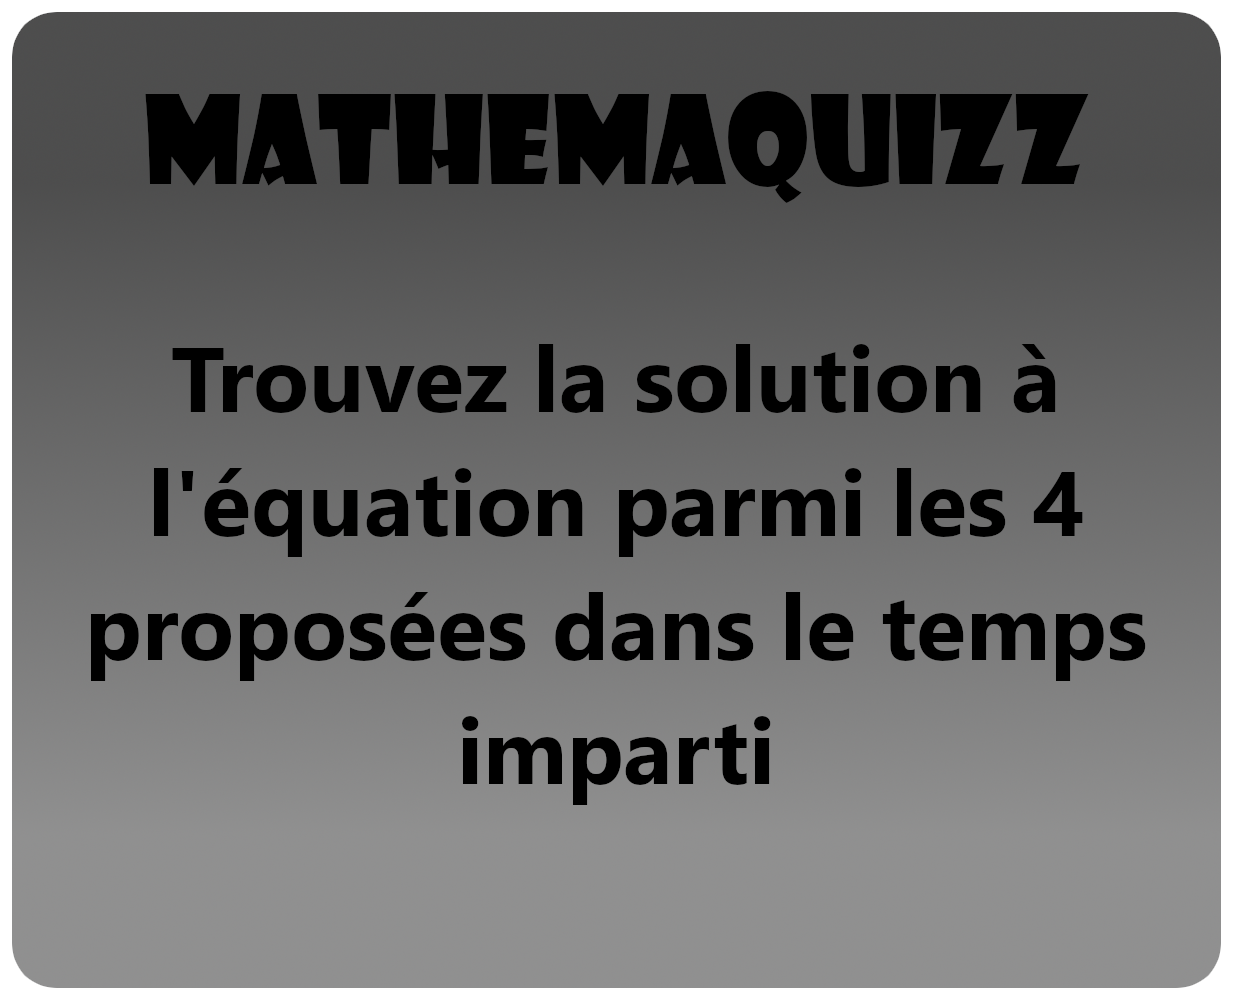 MATHEMAQUIZZ
Trouvez la solution à
l'équation parmi les 4
proposées dans le temps
imparti